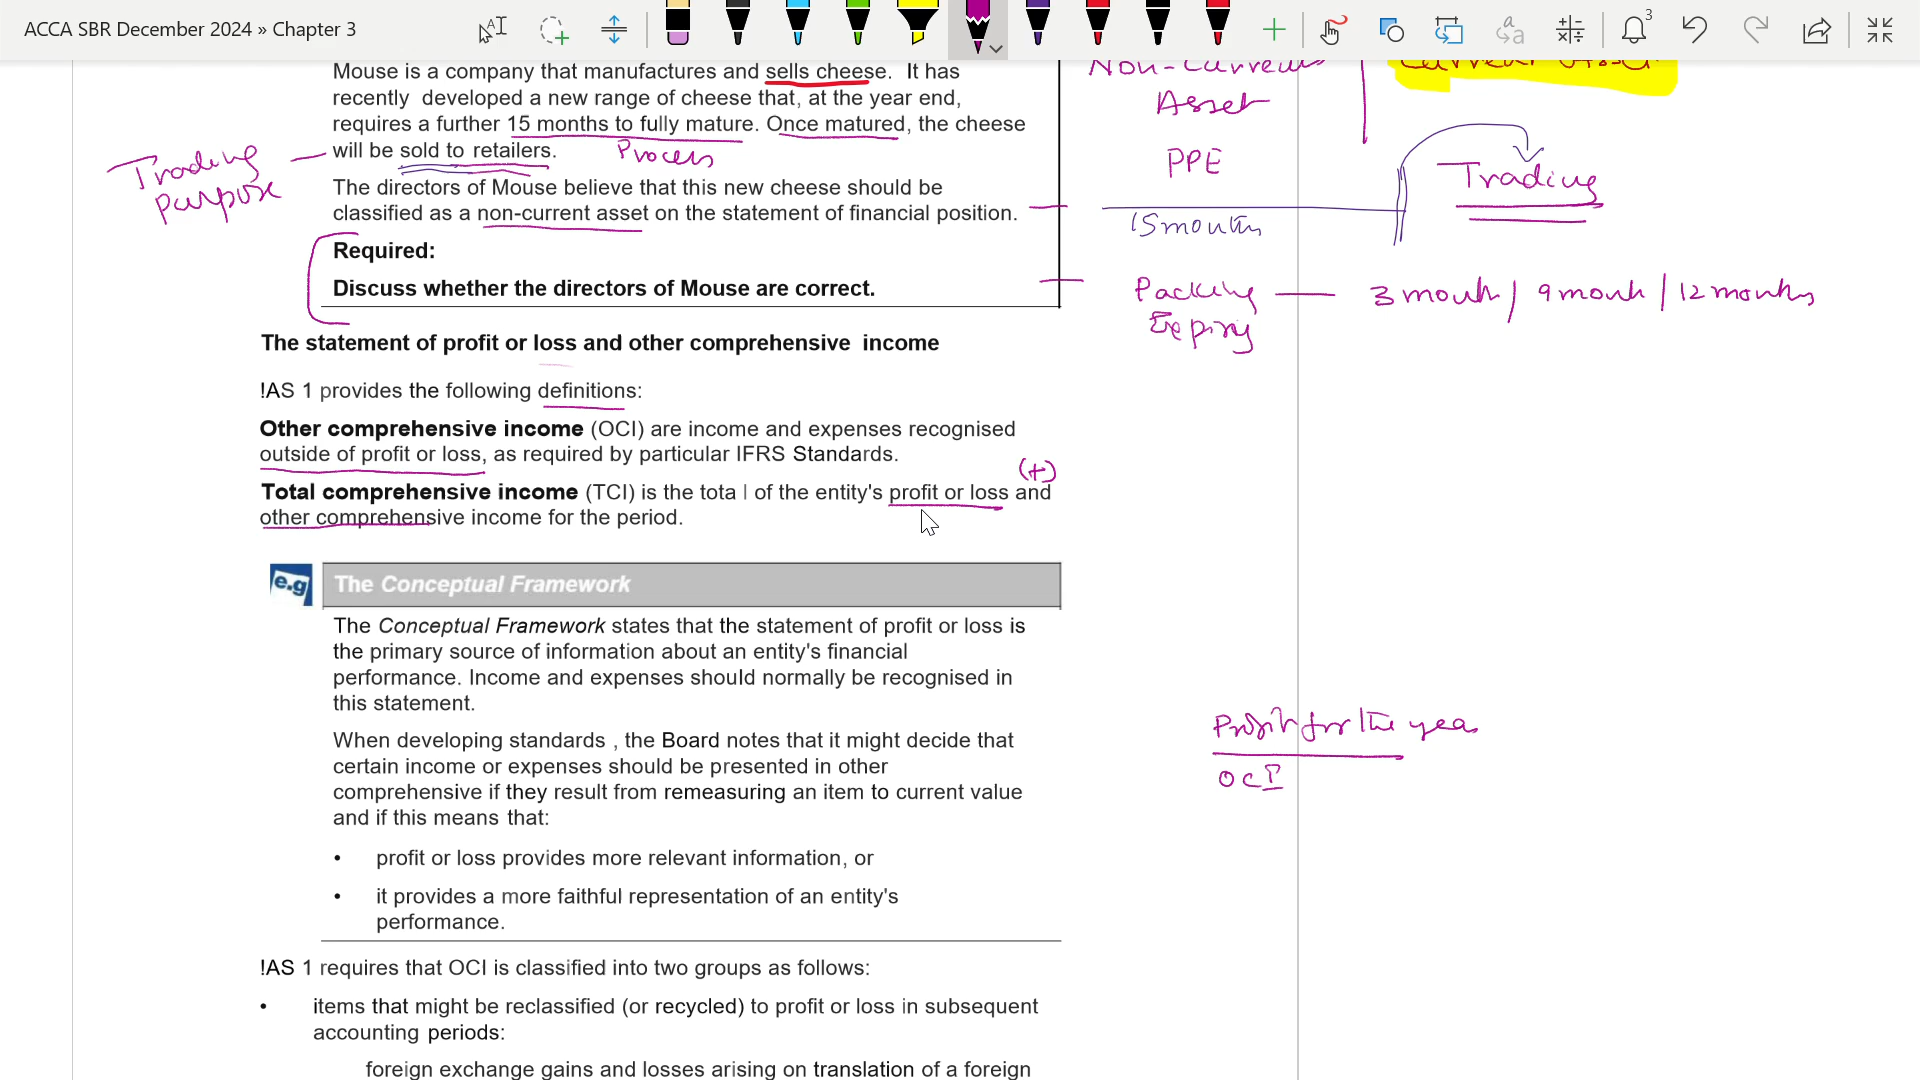 ACCA SBR December 2024 » Chapter 3
3
Mouse is a company that manufactures and sells cheese. It has
recently developed a new range of cheese that, at the year end,
requires a further 15 months to fully mature. Once matured, the cheese
will be sold to retailers.
Process
Trading
purpose
The directors of Mouse believe that this new cheese should be
classified as a non-current asset on the statement of financial position.
Required:
Discuss whether the directors of Mouse are correct.
Non-Current
Asset
PPE
15 months
Current Asset
Trading
Packing
Expiry
3 month / 9 month / 12 months
The statement of profit or loss and other comprehensive income
!AS 1 provides the following definitions:
Other comprehensive income (OCI) are income and expenses recognised
outside of profit or loss, as required by particular IFRS Standards.
(+)
Total comprehensive income (TCI) is the tota l of the entity's profit or loss and
other comprehensive income for the period.
e.g
The Conceptual Framework
The Conceptual Framework states that the statement of profit or loss is
the primary source of information about an entity's financial
performance. Income and expenses should normally be recognised in
this statement.
When developing standards , the Board notes that it might decide that
certain income or expenses should be presented in other
comprehensive if they result from remeasuring an item to current value
and if this means that:
• profit or loss provides more relevant information, or
• it provides a more faithful representation of an entity's
performance.
Profit for the year
OCI
!AS 1 requires that OCI is classified into two groups as follows:
• items that might be reclassified (or recycled) to profit or loss in subsequent
accounting periods:
foreign exchange gains and losses arising on translation of a foreign